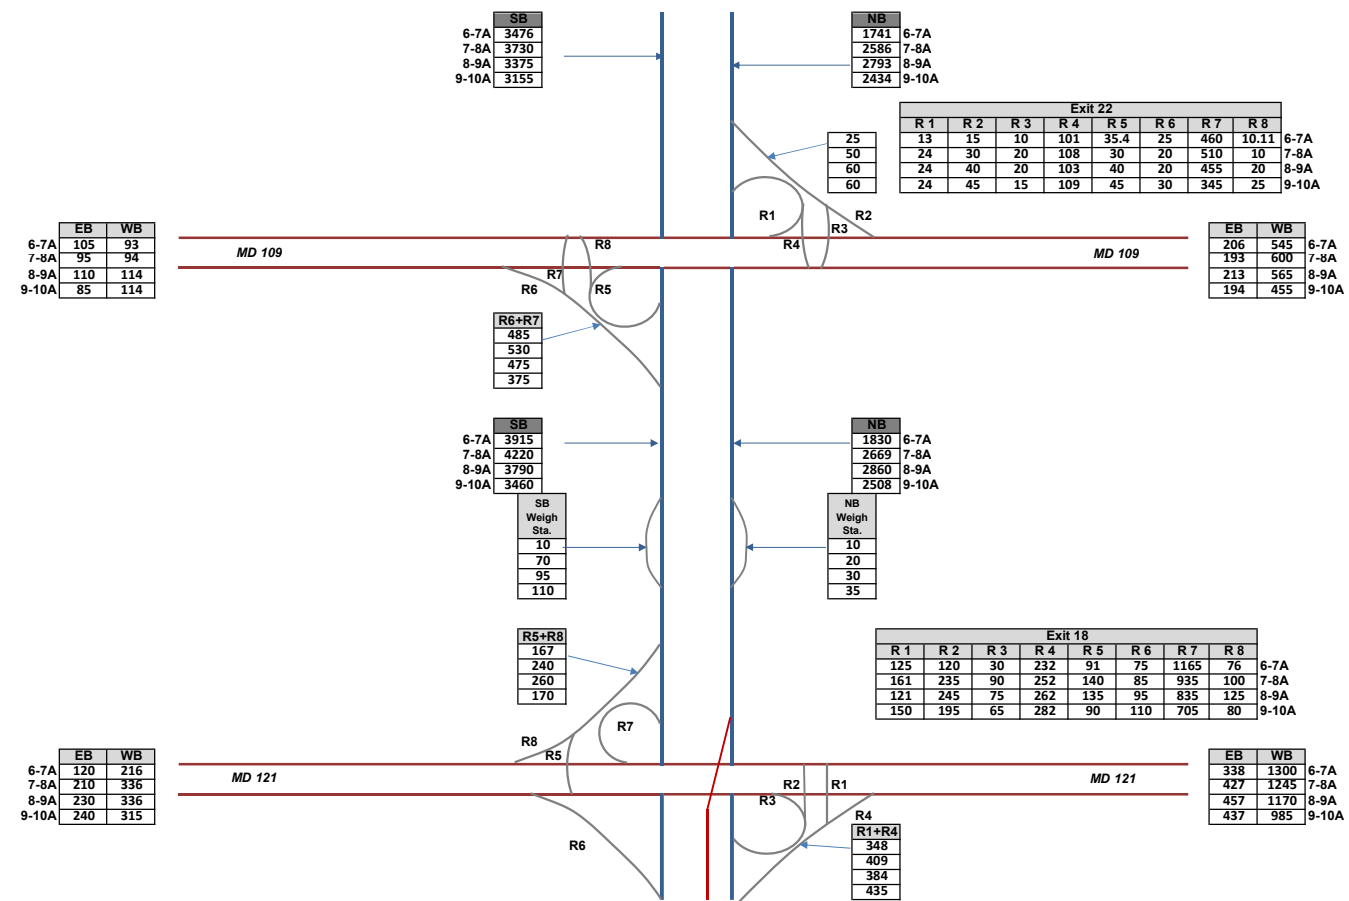 SB
6-7A 3476
7-8A 3730
8-9A 3375
9-10A 3155
NB
1741 6-7A
2586 7-8A
2793 8-9A
2434 9-10A
Exit 22
R 1 R 2 R 3 R 4 R 5 R 6 R 7 R 8
13 15 10 101 35.4 25 460 10.11 6-7A
24 30 20 108 30 20 510 10 7-8A
24 40 20 103 40 20 455 20 8-9A
24 45 15 109 45 30 345 25 9-10A
25
50
60
60
R1
R2
R3
R4
EB WB
6-7A 105 93
7-8A 95 94
8-9A 110 114
9-10A 85 114
MD 109
R8
R7
R6
R5
MD 109
EB WB
206 545 6-7A
193 600 7-8A
213 565 8-9A
194 455 9-10A
R6+R7
485
530
475
375
SB
6-7A 3915
7-8A 4220
8-9A 3790
9-10A 3460
NB
1830 6-7A
2669 7-8A
2860 8-9A
2508 9-10A
SB
Weigh
Sta.
10
70
95
110
NB
Weigh
Sta.
10
20
30
35
R5+R8
167
240
260
170
Exit 18
R 1 R 2 R 3 R 4 R 5 R 6 R 7 R 8
125 120 30 232 91 75 1165 76 6-7A
161 235 90 252 140 85 935 100 7-8A
121 245 75 262 135 95 835 125 8-9A
150 195 65 282 90 110 705 80 9-10A
R7
R8
R5
EB WB
6-7A 120 216
7-8A 210 336
8-9A 230 336
9-10A 240 315
MD 121
R2
R1
R3
R4
MD 121
EB WB
338 1300 6-7A
427 1245 7-8A
457 1170 8-9A
437 985 9-10A
R6
R1+R4
348
409
384
435